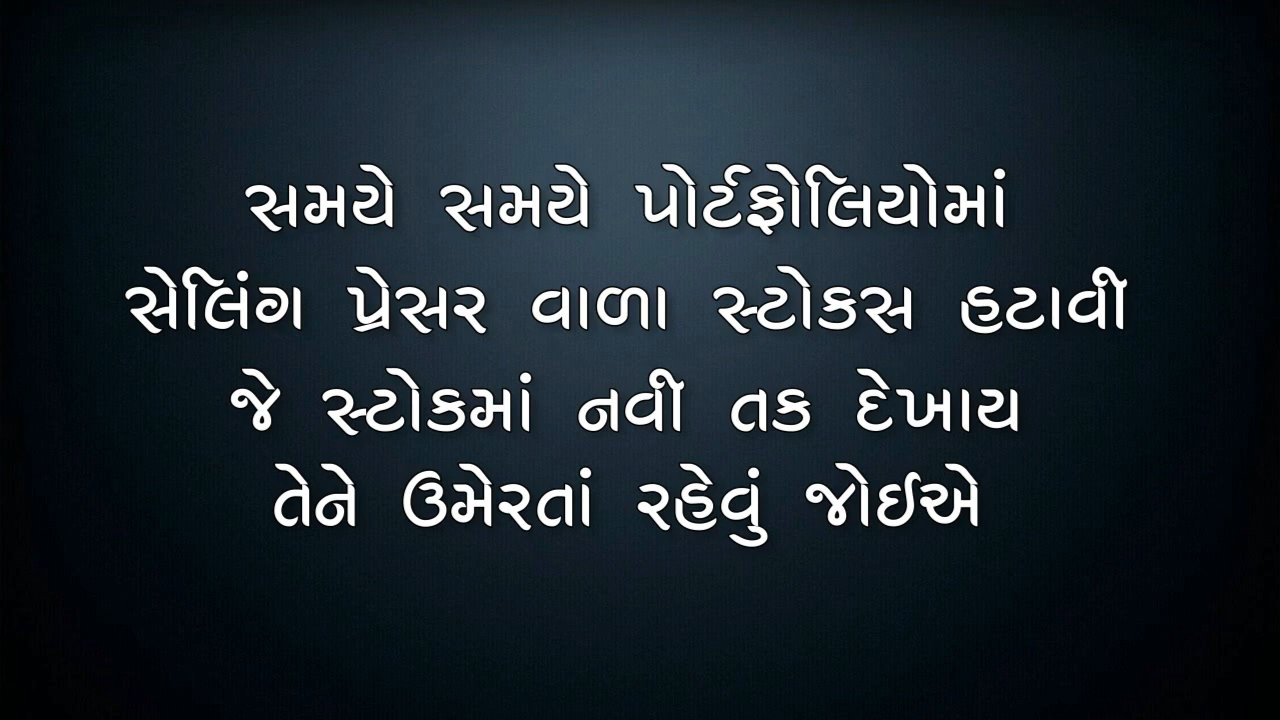 સમયે સમયે પોર્ટફોલિયોમાં
સેલિંગ પ્રેસર વાળા સ્ટોકસ હટાવી
જે સ્ટોકમાં નવી તક દેખાય
તેને ઉમેરતાં રહેવું જોઈએ